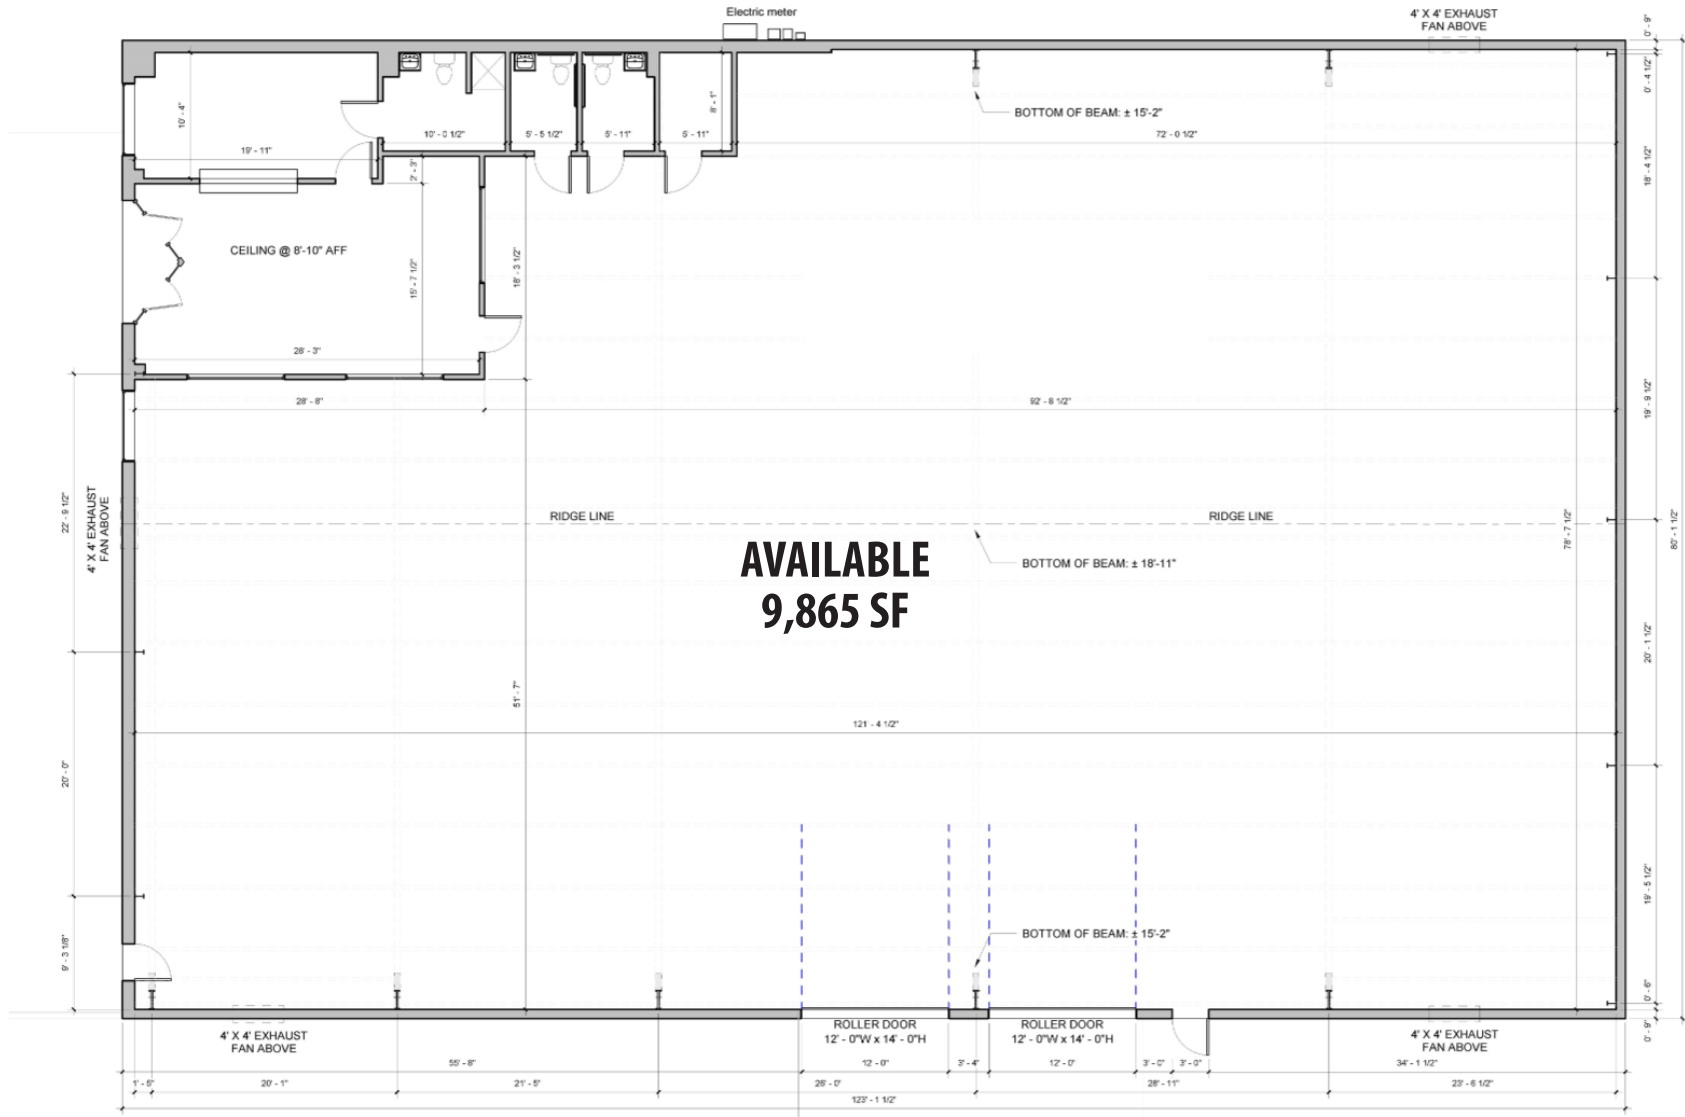 Electric meter
4' X 4' EXHAUST
FAN ABOVE
0' - 9"
0' - 4 1/2"
10' - 4"
8' - 1"
BOTTOM OF BEAM: ± 15'-2"
10' - 0 1/2"
5' - 5 1/2"
5' - 11"
5' - 11"
72' - 0 1/2"
19' - 11"
2' - 3"
18' - 4 1/2"
CEILING @ 8'-10" AFF
15' - 7 1/2"
18' - 3 1/2"
28' - 3"
28' - 8"
92' - 8 1/2"
19' - 9 1/2"
22' - 9 1/2"
4' X 4' EXHAUST
FAN ABOVE
RIDGE LINE
RIDGE LINE
78' - 7 1/2"
80' - 1 1/2"
AVAILABLE
9,865 SF
BOTTOM OF BEAM: ± 18'-11"
20' - 1 1/2"
51' - 7"
121' - 4 1/2"
20' - 0"
19' - 5 1/2"
BOTTOM OF BEAM: ± 15'-2"
9' - 3 1/8"
0' - 6"
4' X 4' EXHAUST
FAN ABOVE
ROLLER DOOR
12' - 0"W x 14' - 0"H
ROLLER DOOR
12' - 0"W x 14' - 0"H
4' X 4' EXHAUST
FAN ABOVE
0' - 9"
55' - 8"
12' - 0"
3' - 4"
12' - 0"
3' - 0"
3' - 0"
34' - 1 1/2"
1' - 5"
20' - 1"
21' - 5"
26' - 0"
28' - 11"
23' - 6 1/2"
123' - 1 1/2"